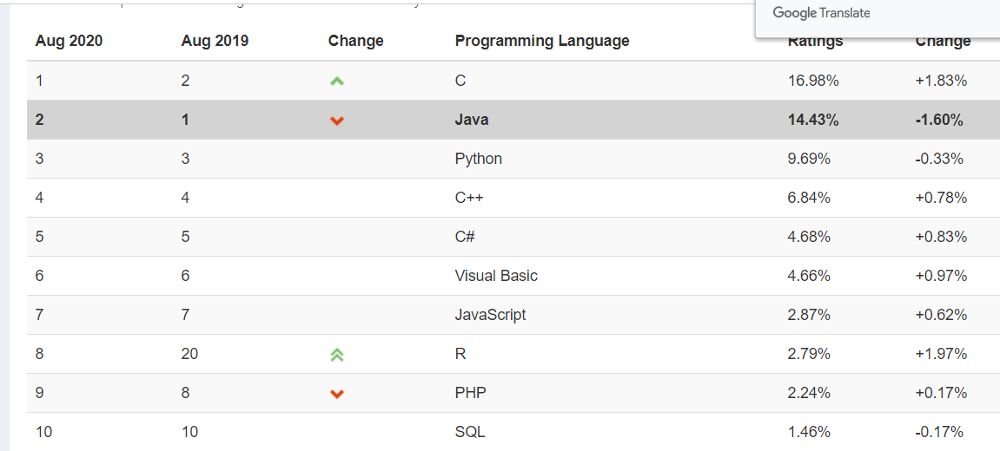 Google Translate
Aug 2020 Aug 2019 Change Programming Language Ratings Change
1 2 C 16.98% +1.83%
2 1 Java 14.43% -1.60%
3 3 Python 9.69% -0.33%
4 4 C++ 6.84% +0.78%
5 5 C# 4.68% +0.83%
6 6 Visual Basic 4.66% +0.97%
7 7 JavaScript 2.87% +0.62%
8 20 R 2.79% +1.97%
9 8 PHP 2.24% +0.17%
10 10 SQL 1.46% -0.17%